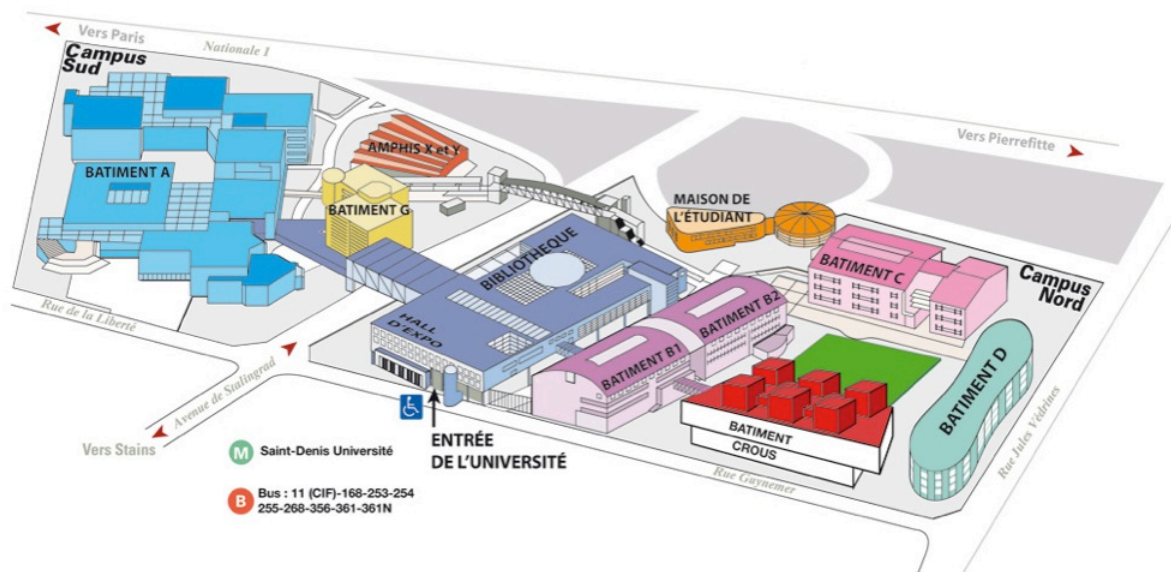 Vers Paris
Nationale 1
Campus
Sud
Vers Pierrefitte
AMPHIS X et Y
BATIMENT A
BATIMENT G
MAISON DE
L'ÉTUDIANT
BIBLIOTHEQUE
BATIMENT C
Campus
Nord
HALL
D'EXPO
BATIMENT B2
BATIMENT B1
BATIMENT D
Rue de la Liberté
Avenue de Stalingrad
Vers Stains
BATIMENT
CROUS
Rue Guynemer
Rue Jules Védrines
ENTRÉE
DE L'UNIVERSITÉ
M Saint-Denis Université
B Bus : 11 (CIF)-168-253-254
255-268-356-361-361N